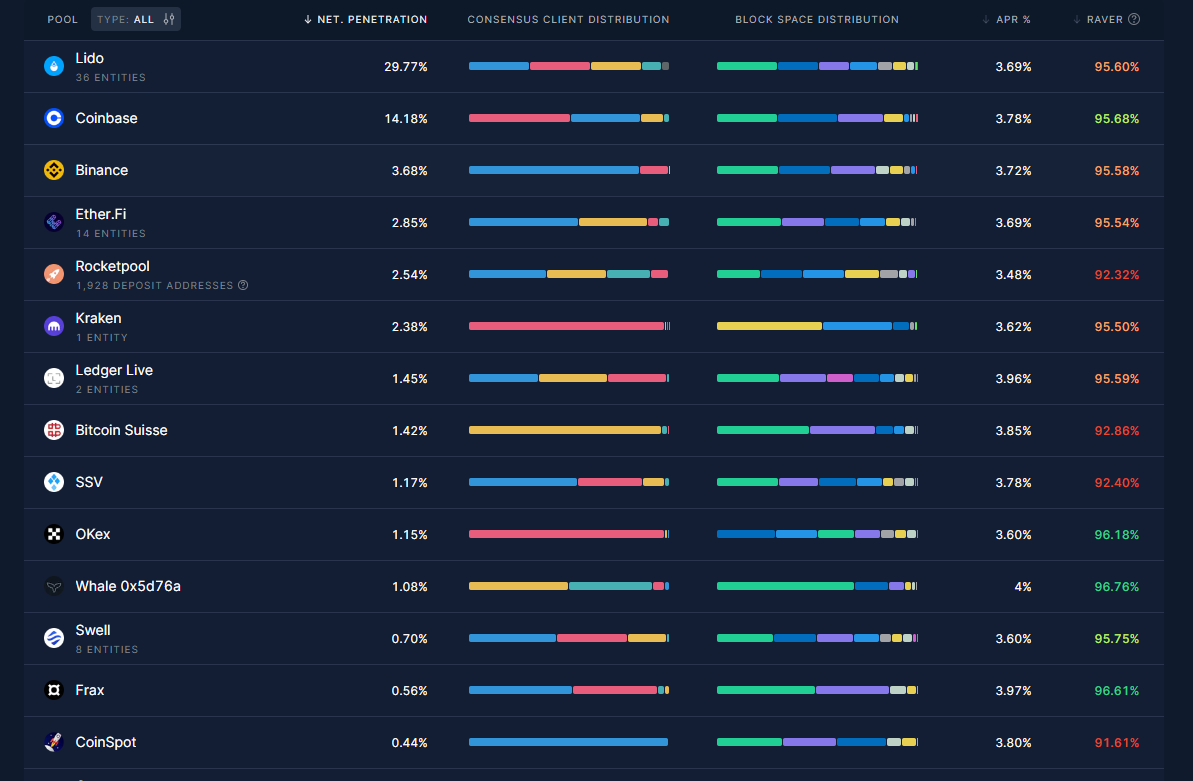 POOL TYPE: ALL NET. PENETRATION CONSENSUS CLIENT DISTRIBUTION BLOCK SPACE DISTRIBUTION APR % RAVER
Lido
36 ENTITIES
29.77% 3.69% 95.60%
Coinbase 14.18% 3.78% 95.68%
Binance 3.68% 3.72% 95.58%
Ether.Fi
14 ENTITIES
2.85% 3.69% 95.54%
Rocketpool
1,928 DEPOSIT ADDRESSES
2.54% 3.48% 92.32%
Kraken
1 ENTITY
2.38% 3.62% 95.50%
Ledger Live
2 ENTITIES
1.45% 3.96% 95.59%
Bitcoin Suisse 1.42% 3.85% 92.86%
SSV 1.17% 3.78% 92.40%
OKex 1.15% 3.60% 96.18%
Whale 0x5d76a 1.08% 4% 96.76%
Swell
8 ENTITIES
0.70% 3.60% 95.75%
Frax 0.56% 3.97% 96.61%
CoinSpot 0.44% 3.80% 91.61%